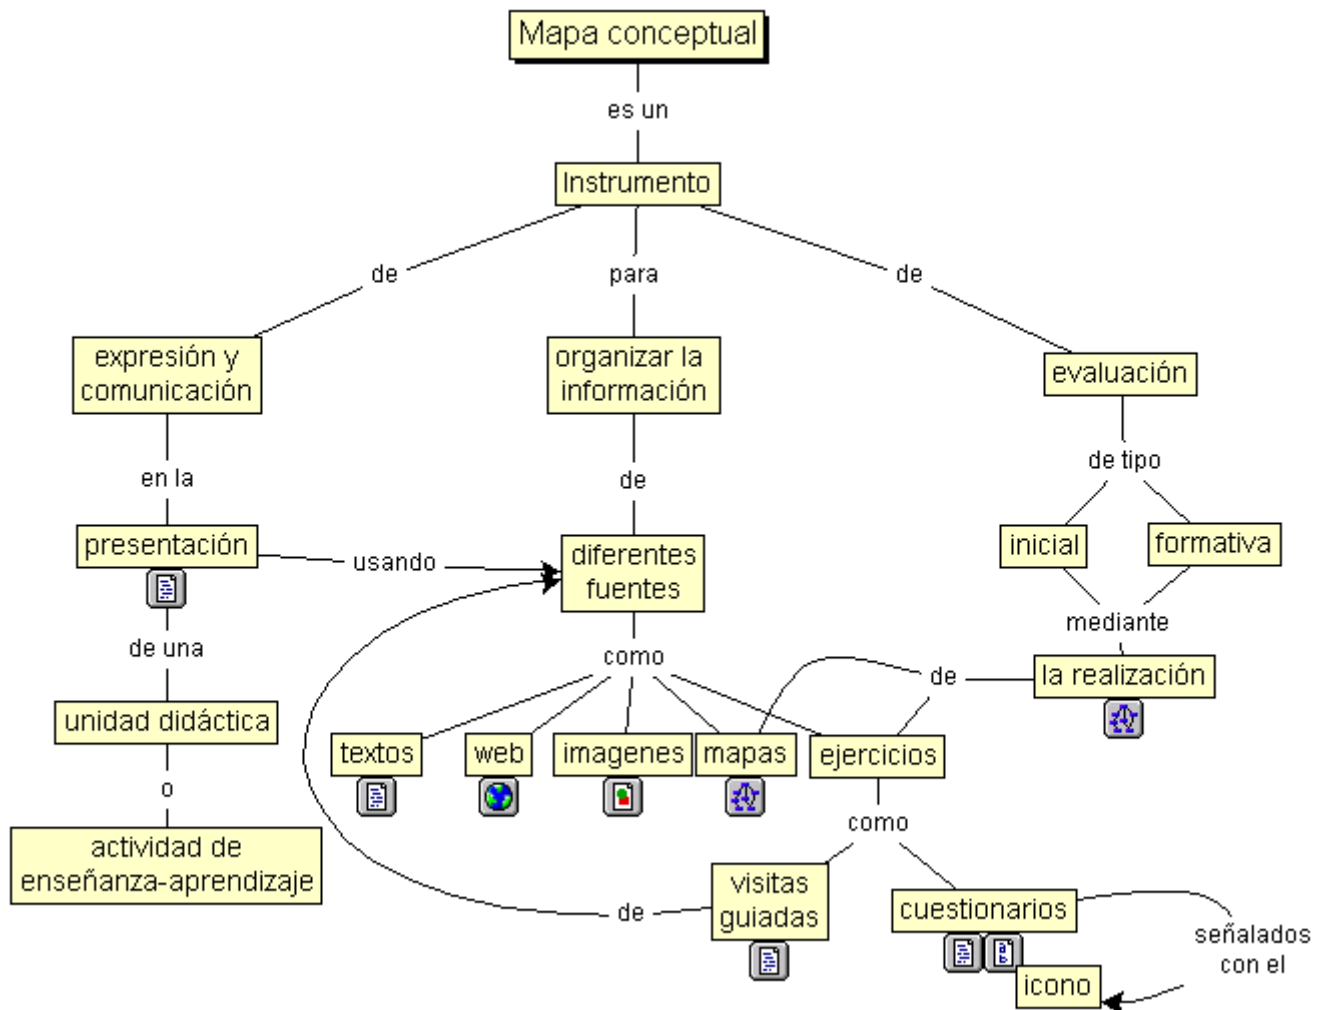 Mapa conceptual
es un
Instrumento
de
para
de
expresión y
comunicación
organizar la
información
evaluación
en la
de
de tipo
presentación
usando
diferentes
fuentes
inicial
formativa
de una
como
mediante
unidad didáctica
de
la realización
textos
web
imagenes
mapas
ejercicios
o
como
actividad de
enseñanza-aprendizaje
visitas
guiadas
cuestionarios
de
señalados
con el
icono